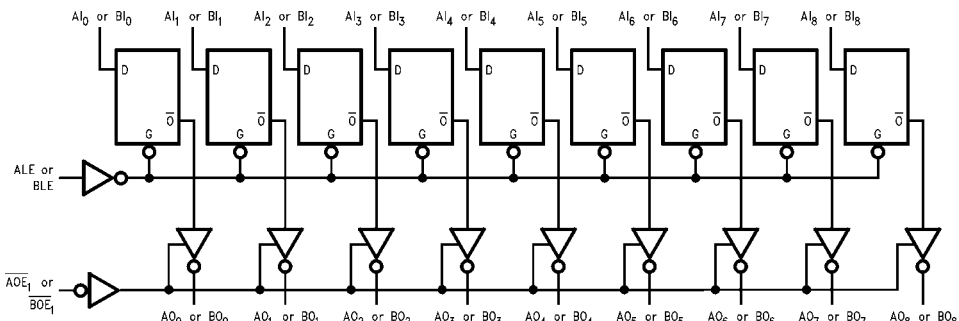 AI₀ or BI₀ AI₁ or BI₁ AI₂ or BI₂ AI₃ or BI₃ AI₄ or BI₄ AI₅ or BI₅ AI₆ or BI₆ AI₇ or BI₇ AI₈ or BI₈
D D D D D D D D D
O̅ O̅ O̅ O̅ O̅ O̅ O̅ O̅ O̅
G G G G G G G G G
ALE or
BLE
A̅O̅E̅₁ or
B̅O̅E̅₁
AO₀ or BO₀ AO₁ or BO₁ AO₂ or BO₂ AO₃ or BO₃ AO₄ or BO₄ AO₅ or BO₅ AO₆ or BO₆ AO₇ or BO₇ AO₈ or BO₈